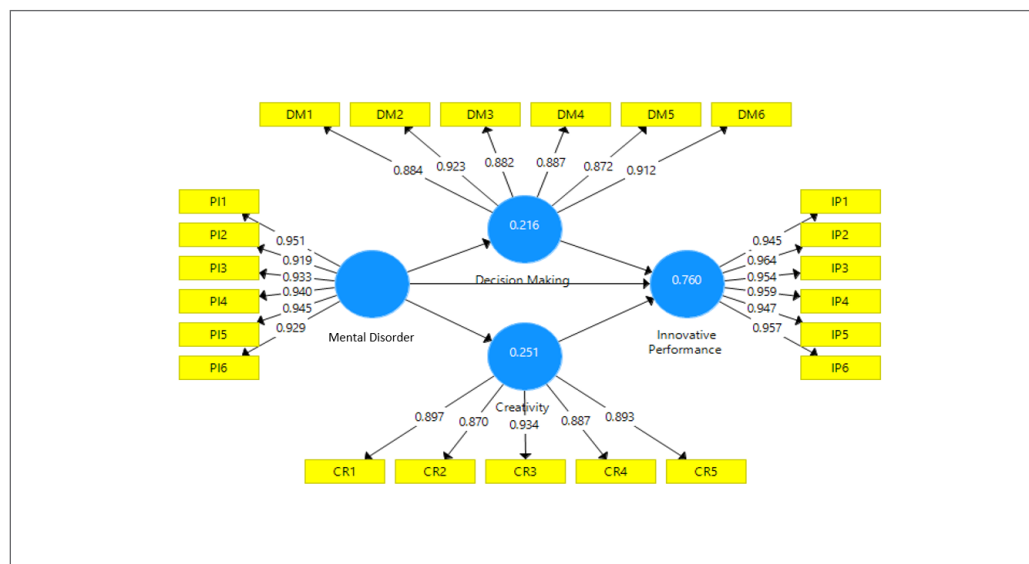 DM1 DM2 DM3 DM4 DM5 DM6
0.884 0.923 0.882 0.887 0.872 0.912
PI1
PI2
PI3
PI4
PI5
PI6
0.951
0.919
0.933
0.940
0.945
0.929
Mental Disorder
0.216
Decision Making
0.251
Creativity
0.760
Innovative
Performance
0.945
0.964
0.954
0.959
0.947
0.957
IP1
IP2
IP3
IP4
IP5
IP6
0.897 0.870 0.934 0.887 0.893
CR1 CR2 CR3 CR4 CR5